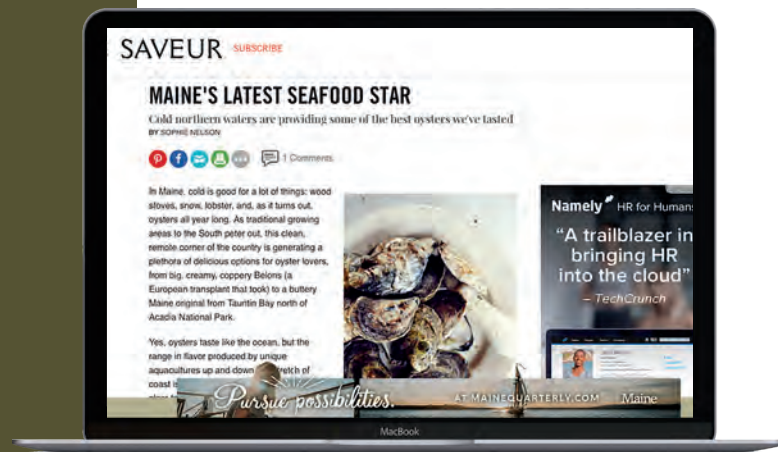 SAVEUR SUBSCRIBE
MAINE'S LATEST SEAFOOD STAR
Cold northern waters are providing some of the best oysters we've tasted
BY SOPHIE NELSON
1 Comments
In Maine, cold is good for a lot of things: wood
stoves, snow, lobster, and, as it turns out,
oysters all year long. As traditional growing
areas to the South peter out, this clean,
remote corner of the country is generating a
plethora of delicious options for oyster lovers,
from big, creamy, coppery Belons (a
European transplant that took) to a buttery
Maine original from Tauntin Bay north of
Acadia National Park.
Yes, oysters taste like the ocean, but the
range in flavor produced by unique
aquacultures up and down stretch of
coast
Namely HR for Humans
"A trailblazer in
bringing HR
into the cloud"
– TechCrunch
Pursue possibilities. AT MAINEQUARTERLY.COM Maine
MacBook